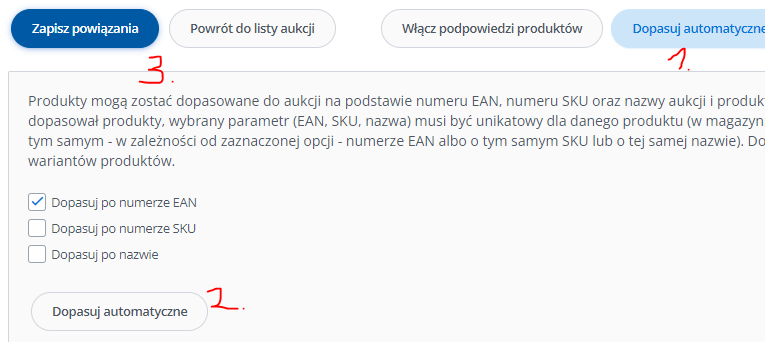 Zapisz powiązania Powrót do listy aukcji Włącz podpowiedzi produktów Dopasuj automatyczne
3. 1.
Produkty mogą zostać dopasowane do aukcji na podstawie numeru EAN, numeru SKU oraz nazwy aukcji i produk
dopasował produkty, wybrany parametr (EAN, SKU, nazwa) musi być unikatowy dla danego produktu (w magazyn
tym samym - w zależności od zaznaczonej opcji - numerze EAN albo o tym samym SKU lub o tej samej nazwie). Do
wariantów produktów.
Dopasuj po numerze EAN
Dopasuj po numerze SKU
Dopasuj po nazwie
Dopasuj automatyczne 2.